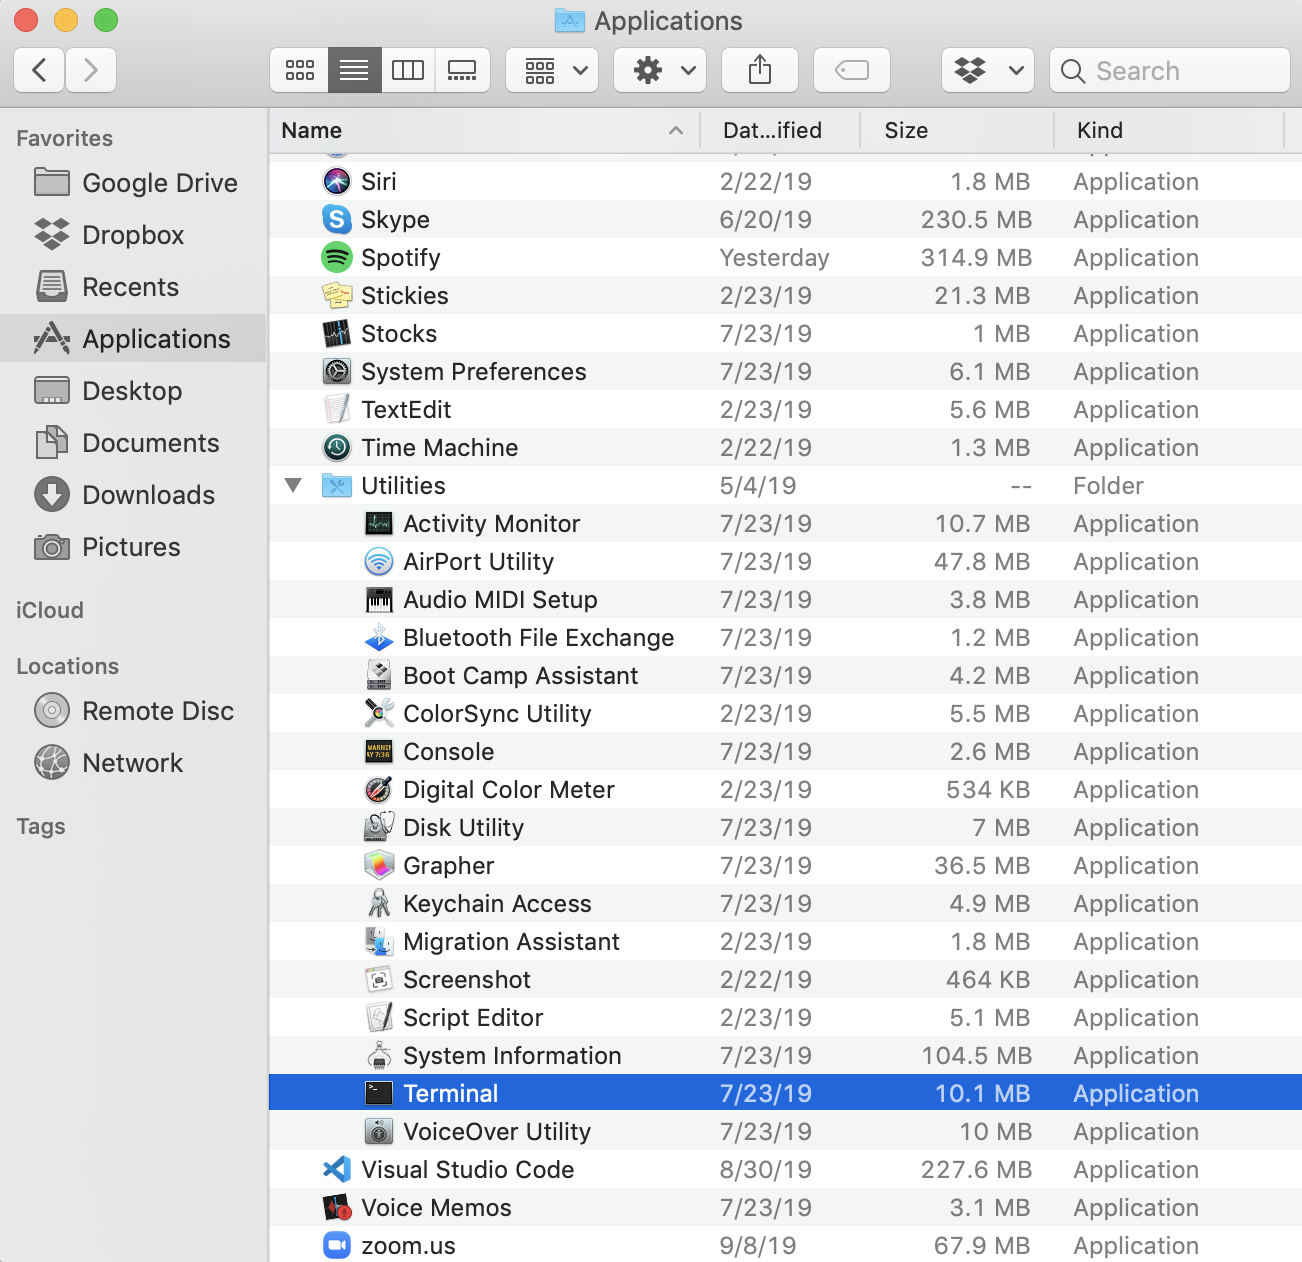 Applications
Search
Favorites
Google Drive
Dropbox
Recents
Applications
Desktop
Documents
Downloads
Pictures
iCloud
Locations
Remote Disc
Network
Tags
Name Dat...ified Size Kind
Siri 2/22/19 1.8 MB Application
Skype 6/20/19 230.5 MB Application
Spotify Yesterday 314.9 MB Application
Stickies 2/23/19 21.3 MB Application
Stocks 7/23/19 1 MB Application
System Preferences 7/23/19 6.1 MB Application
TextEdit 2/23/19 5.6 MB Application
Time Machine 2/22/19 1.3 MB Application
Utilities 5/4/19 -- Folder
Activity Monitor 7/23/19 10.7 MB Application
AirPort Utility 7/23/19 47.8 MB Application
Audio MIDI Setup 7/23/19 3.8 MB Application
Bluetooth File Exchange 7/23/19 1.2 MB Application
Boot Camp Assistant 7/23/19 4.2 MB Application
ColorSync Utility 2/23/19 5.5 MB Application
Console 7/23/19 2.6 MB Application
Digital Color Meter 2/23/19 534 KB Application
Disk Utility 7/23/19 7 MB Application
Grapher 7/23/19 36.5 MB Application
Keychain Access 7/23/19 4.9 MB Application
Migration Assistant 2/23/19 1.8 MB Application
Screenshot 2/22/19 464 KB Application
Script Editor 2/23/19 5.1 MB Application
System Information 7/23/19 104.5 MB Application
Terminal 7/23/19 10.1 MB Application
VoiceOver Utility 7/23/19 10 MB Application
Visual Studio Code 8/30/19 227.6 MB Application
Voice Memos 7/23/19 3.1 MB Application
zoom.us 9/8/19 67.9 MB Application